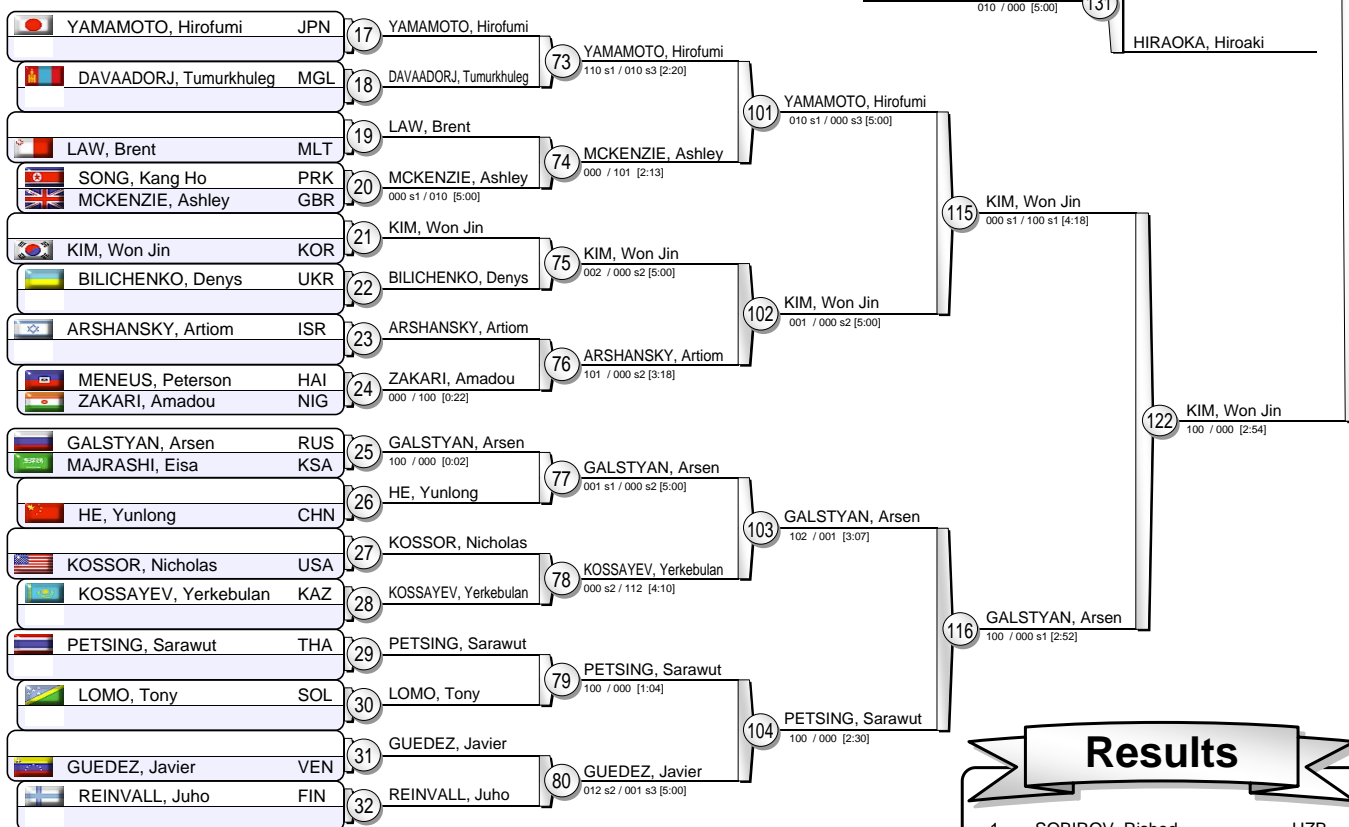 010 / 000 [5:00]
131
HIRAOKA, Hiroaki
YAMAMOTO, Hirofumi JPN
17
YAMAMOTO, Hirofumi
73
YAMAMOTO, Hirofumi
110 s1 / 010 s3 [2:20]
DAVAADORJ, Tumurkhuleg MGL
18
DAVAADORJ, Tumurkhuleg
101
YAMAMOTO, Hirofumi
010 s1 / 000 s3 [5:00]
LAW, Brent MLT
19
LAW, Brent
74
MCKENZIE, Ashley
000 / 101 [2:13]
SONG, Kang Ho PRK
MCKENZIE, Ashley GBR
20
MCKENZIE, Ashley
000 s1 / 010 [5:00]
115
KIM, Won Jin
000 s1 / 100 s1 [4:18]
KIM, Won Jin KOR
21
KIM, Won Jin
75
KIM, Won Jin
002 / 000 s2 [5:00]
BILICHENKO, Denys UKR
22
BILICHENKO, Denys
102
KIM, Won Jin
001 / 000 s2 [5:00]
ARSHANSKY, Artiom ISR
23
ARSHANSKY, Artiom
76
ARSHANSKY, Artiom
101 / 000 s2 [3:18]
MENEUS, Peterson HAI
ZAKARI, Amadou NIG
24
ZAKARI, Amadou
000 / 100 [0:22]
122
KIM, Won Jin
100 / 000 [2:54]
GALSTYAN, Arsen RUS
MAJRASHI, Eisa KSA
25
GALSTYAN, Arsen
100 / 000 [0:02]
77
GALSTYAN, Arsen
001 s1 / 000 s2 [5:00]
HE, Yunlong CHN
26
HE, Yunlong
103
GALSTYAN, Arsen
102 / 001 [3:07]
KOSSOR, Nicholas USA
27
KOSSOR, Nicholas
78
KOSSAYEV, Yerkebulan
000 s2 / 112 [4:10]
KOSSAYEV, Yerkebulan KAZ
28
KOSSAYEV, Yerkebulan
116
GALSTYAN, Arsen
100 / 000 s1 [2:52]
PETSING, Sarawut THA
29
PETSING, Sarawut
79
PETSING, Sarawut
100 / 000 [1:04]
LOMO, Tony SOL
30
LOMO, Tony
104
PETSING, Sarawut
100 / 000 [2:30]
GUEDEZ, Javier VEN
31
GUEDEZ, Javier
80
GUEDEZ, Javier
012 s2 / 001 s3 [5:00]
REINVALL, Juho FIN
32
REINVALL, Juho
Results
1 SOBIROV, Rishod UZB